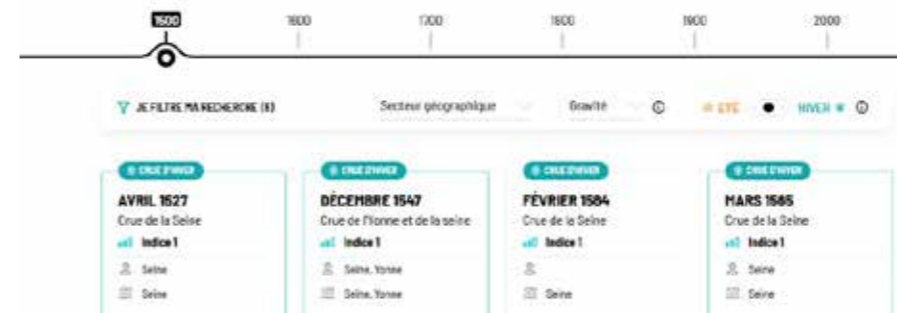 1500 1600 1700 1800 1900 2000
JE FILTRE MA RECHERCHE (8) Secteur géographique Gravité ÉTÉ HIVER
CRUE D'HIVER CRUE D'HIVER CRUE D'HIVER CRUE D'HIVER
AVRIL 1527 DÉCEMBRE 1547 FÉVRIER 1564 MARS 1565
Crue de la Seine Crue de l'Yonne et de la seine Crue de la Seine Crue de la Seine
Indice 1 Indice 1 Indice 1 Indice 1
Seine Seine, Yonne Seine
Seine Seine, Yonne Seine Seine